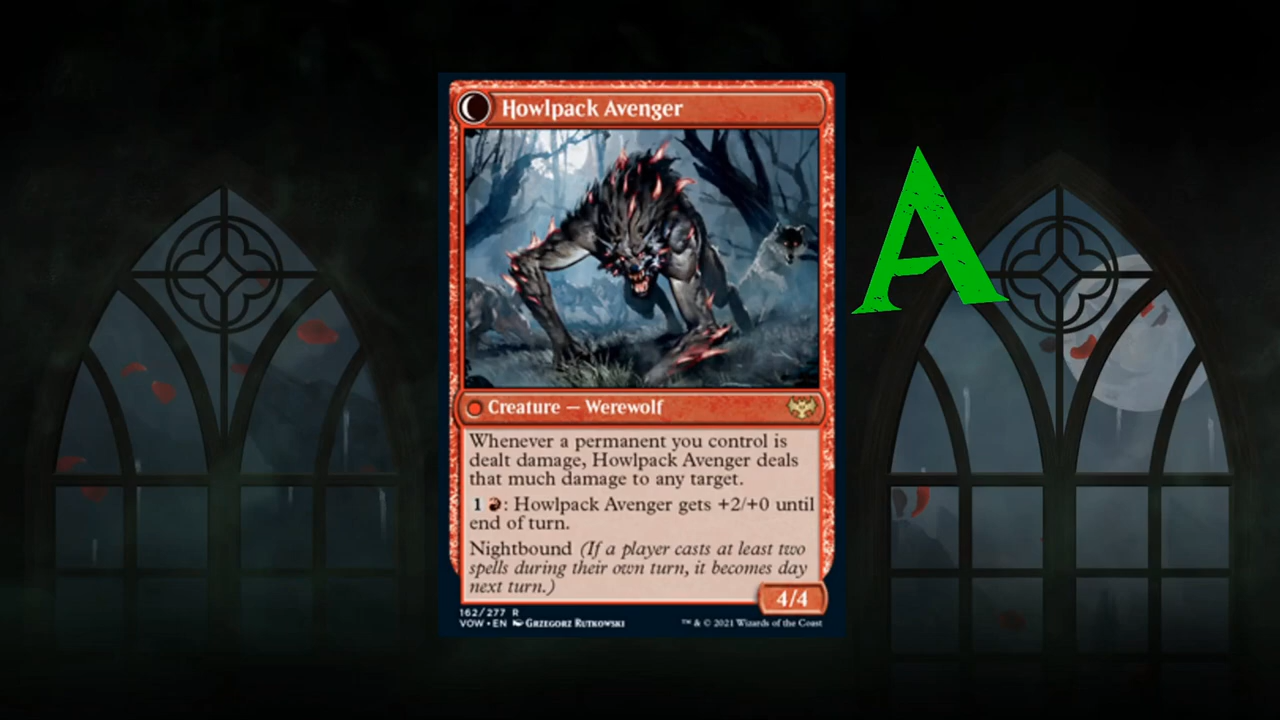 Howlpack Avenger
A
Creature — Werewolf
Whenever a permanent you control is
dealt damage, Howlpack Avenger deals
that much damage to any target.
1 : Howlpack Avenger gets +2/+0 until
end of turn.
Nightbound (If a player casts at least two
spells during their own turn, it becomes day
next turn.)
4/4
162/277 R
VOW • EN Grzegorz Rutkowski
™ & © 2021 Wizards of the Coast